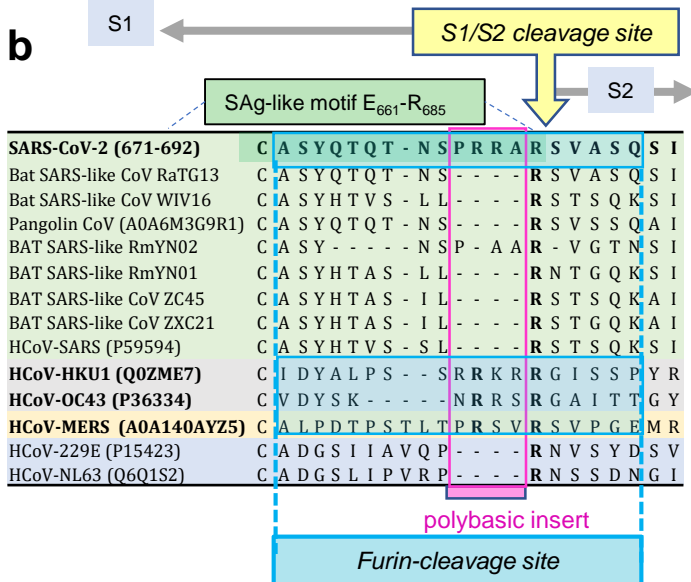 S1
S1/S2 cleavage site
b
S2
SAg-like motif E661-R685
SARS-CoV-2 (671-692) C A S Y Q T Q T - N S P R R A R S V A S Q S I
Bat SARS-like CoV RaTG13 C A S Y Q T Q T - N S - - - - R S V A S Q S I
Bat SARS-like CoV WIV16 C A S Y H T V S - L L - - - - R S T S Q K S I
Pangolin CoV (A0A6M3G9R1) C A S Y Q T Q T - N S - - - - R S V S S Q A I
BAT SARS-like RmYN02 C A S Y - - - - - N S P - A A R - V G T N S I
BAT SARS-like RmYN01 C A S Y H T A S - L L - - - - R N T G Q K S I
BAT SARS-like CoV ZC45 C A S Y H T A S - I L - - - - R S T S Q K A I
BAT SARS-like CoV ZXC21 C A S Y H T A S - I L - - - - R S T G Q K A I
HCoV-SARS (P59594) C A S Y H T V S - S L - - - - R S T S Q K S I
HCoV-HKU1 (Q0ZME7) C I D Y A L P S - - S R R K R R G I S S P Y R
HCoV-OC43 (P36334) C V D Y S K - - - - - N R R S R G A I T T G Y
HCoV-MERS (A0A140AYZ5) C A L P D T P S T L T P R S V R S V P G E M R
HCoV-229E (P15423) C A D G S I I A V Q P - - - - R N V S Y D S V
HCoV-NL63 (Q6Q1S2) C A D G S L I P V R P - - - - R N S S D N G I
polybasic insert
Furin-cleavage site